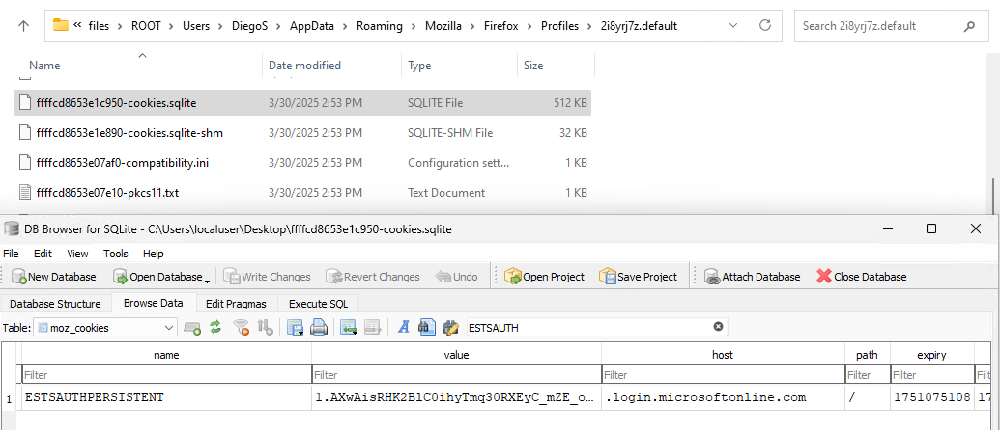 « files > ROOT > Users > DiegoS > AppData > Roaming > Mozilla > Firefox > Profiles > 2i8yrj7z.default
Search 2i8yrj7z.default
Name Date modified Type Size
ffffcd8653e1c950-cookies.sqlite 3/30/2025 2:53 PM SQLITE File 512 KB
ffffcd8653e1e890-cookies.sqlite-shm 3/30/2025 2:53 PM SQLITE-SHM File 32 KB
ffffcd8653e07af0-compatibility.ini 3/30/2025 2:53 PM Configuration sett... 1 KB
ffffcd8653e07e10-pkcs11.txt 3/30/2025 2:53 PM Text Document 1 KB
DB Browser for SQLite - C:\Users\localuser\Desktop\ffffcd8653e1c950-cookies.sqlite
File Edit View Tools Help
New Database Open Database Write Changes Revert Changes Undo Open Project Save Project Attach Database Close Database
Database Structure Browse Data Edit Pragmas Execute SQL
Table: moz_cookies ESTSAUTH
name value host path expiry
Filter Filter Filter Filter Filter
1 ESTSAUTHPERSISTENT 1.AXwAisRHK2BlC0ihyTmq30RXEyC_mZE_o... .login.microsoftonline.com / 1751075108 17